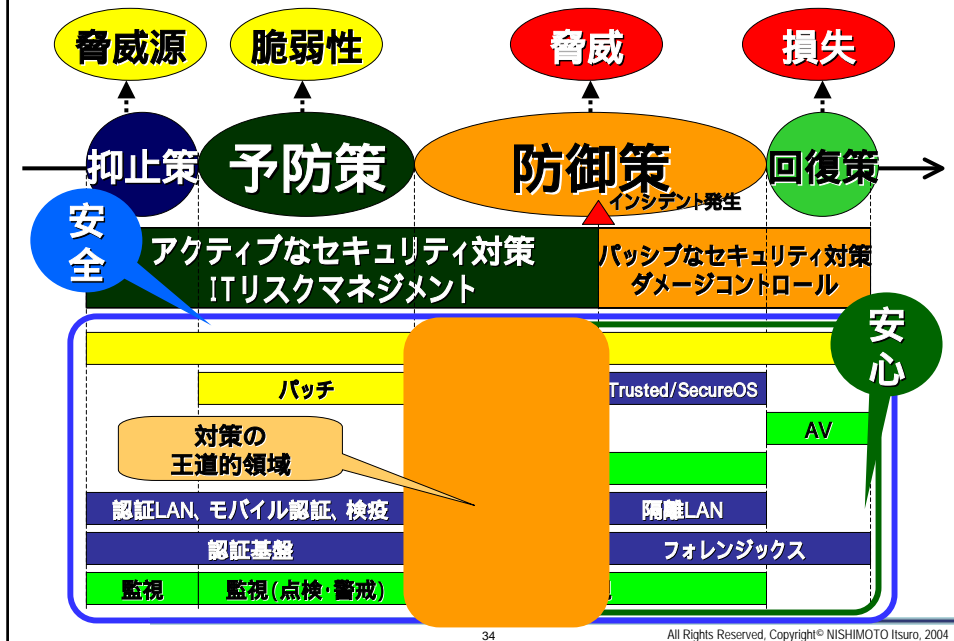 脅威源
脆弱性
脅威
損失
抑止策
予防策
防御策
回復策
インシデント発生
安全
アクティブなセキュリティ対策
ITリスクマネジメント
パッシブなセキュリティ対策
ダメージコントロール
安心
パッチ
Trusted/SecureOS
AV
対策の
王道的領域
認証LAN、モバイル認証、検疫
隔離LAN
認証基盤
フォレンジックス
監視
監視(点検・警戒)
34
All Rights Reserved, Copyright© NISHIMOTO Itsuro, 2004